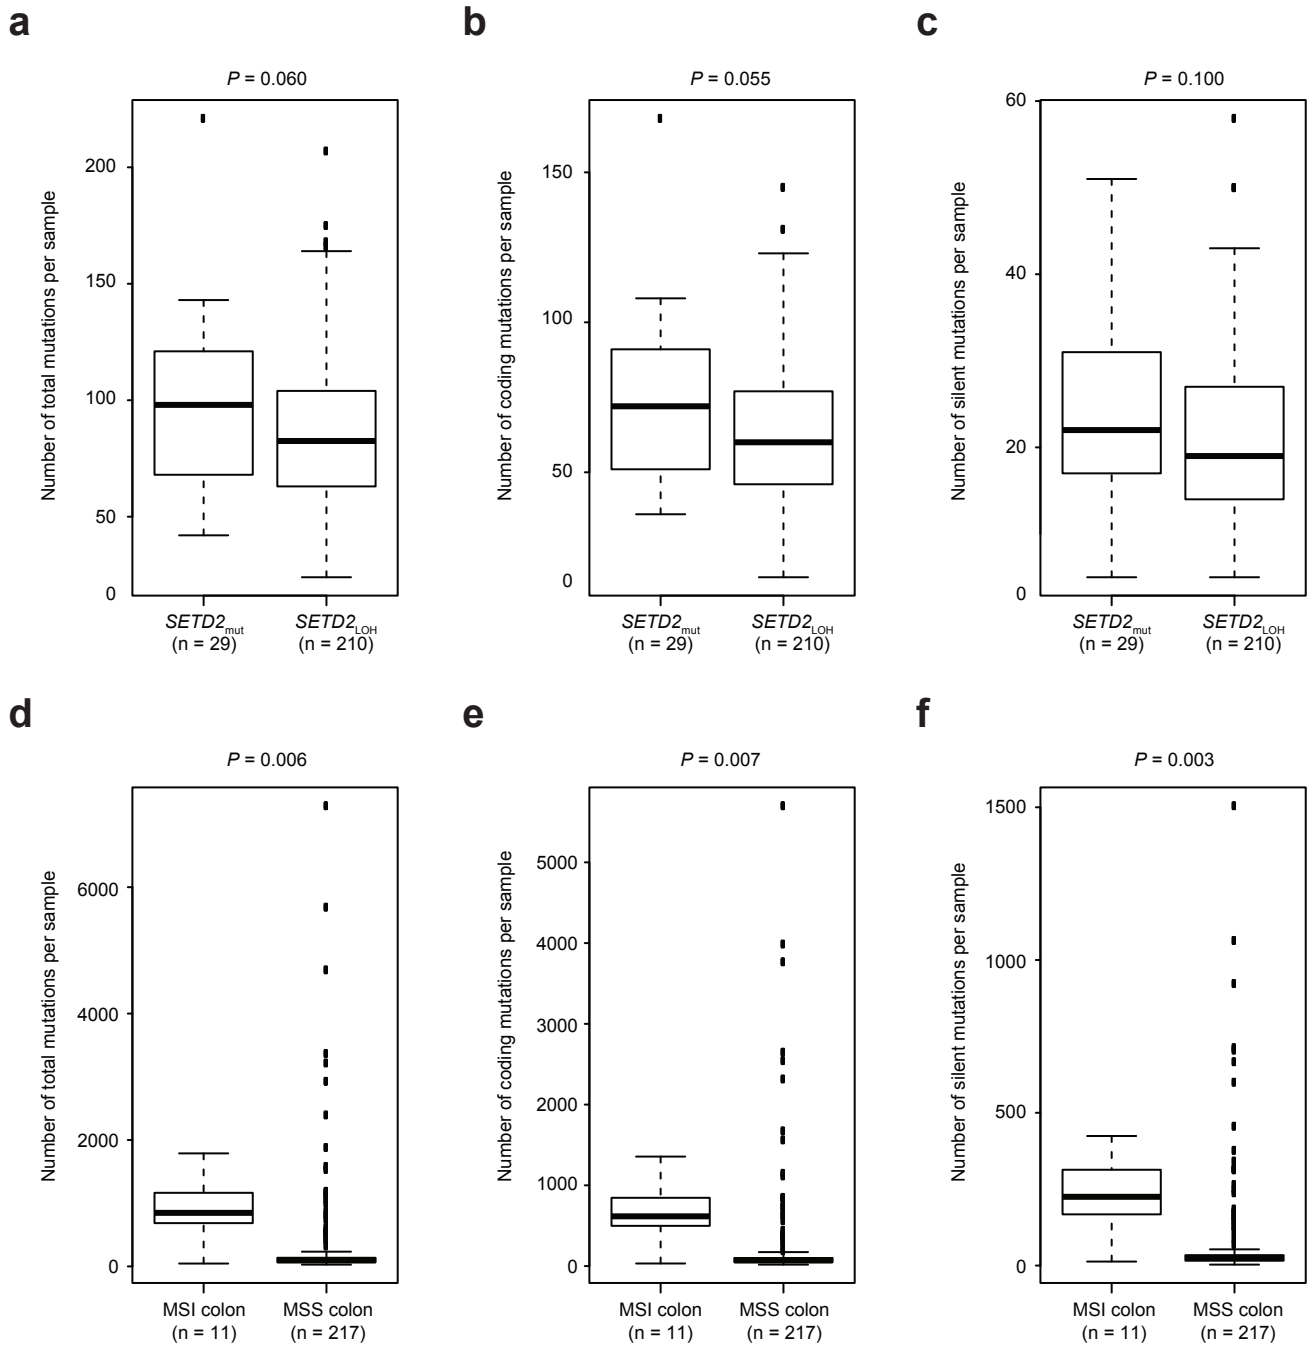 a
P = 0.060
Number of total mutations per sample
200
150
100
50
0
SETD2mut
(n = 29)
SETD2LOH
(n = 210)
b
P = 0.055
Number of coding mutations per sample
150
100
50
0
SETD2mut
(n = 29)
SETD2LOH
(n = 210)
c
P = 0.100
Number of silent mutations per sample
60
40
20
0
SETD2mut
(n = 29)
SETD2LOH
(n = 210)
d
P = 0.006
Number of total mutations per sample
6000
4000
2000
0
MSI colon
(n = 11)
MSS colon
(n = 217)
e
P = 0.007
Number of coding mutations per sample
5000
4000
3000
2000
1000
0
MSI colon
(n = 11)
MSS colon
(n = 217)
f
P = 0.003
Number of silent mutations per sample
1500
1000
500
0
MSI colon
(n = 11)
MSS colon
(n = 217)